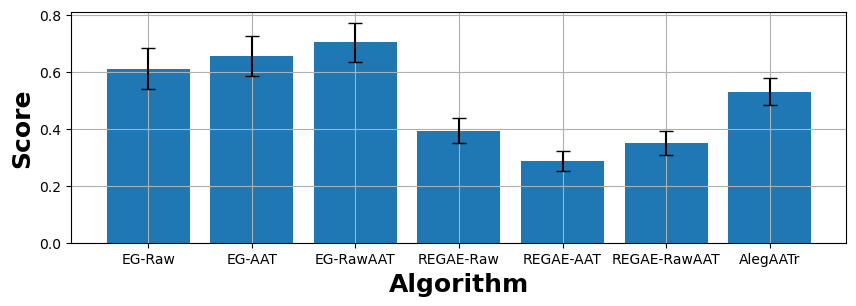 Score
0.8
0.6
0.4
0.2
0.0
EG-Raw EG-AAT EG-RawAAT REGAE-Raw REGAE-AAT REGAE-RawAAT AlegAATr
Algorithm